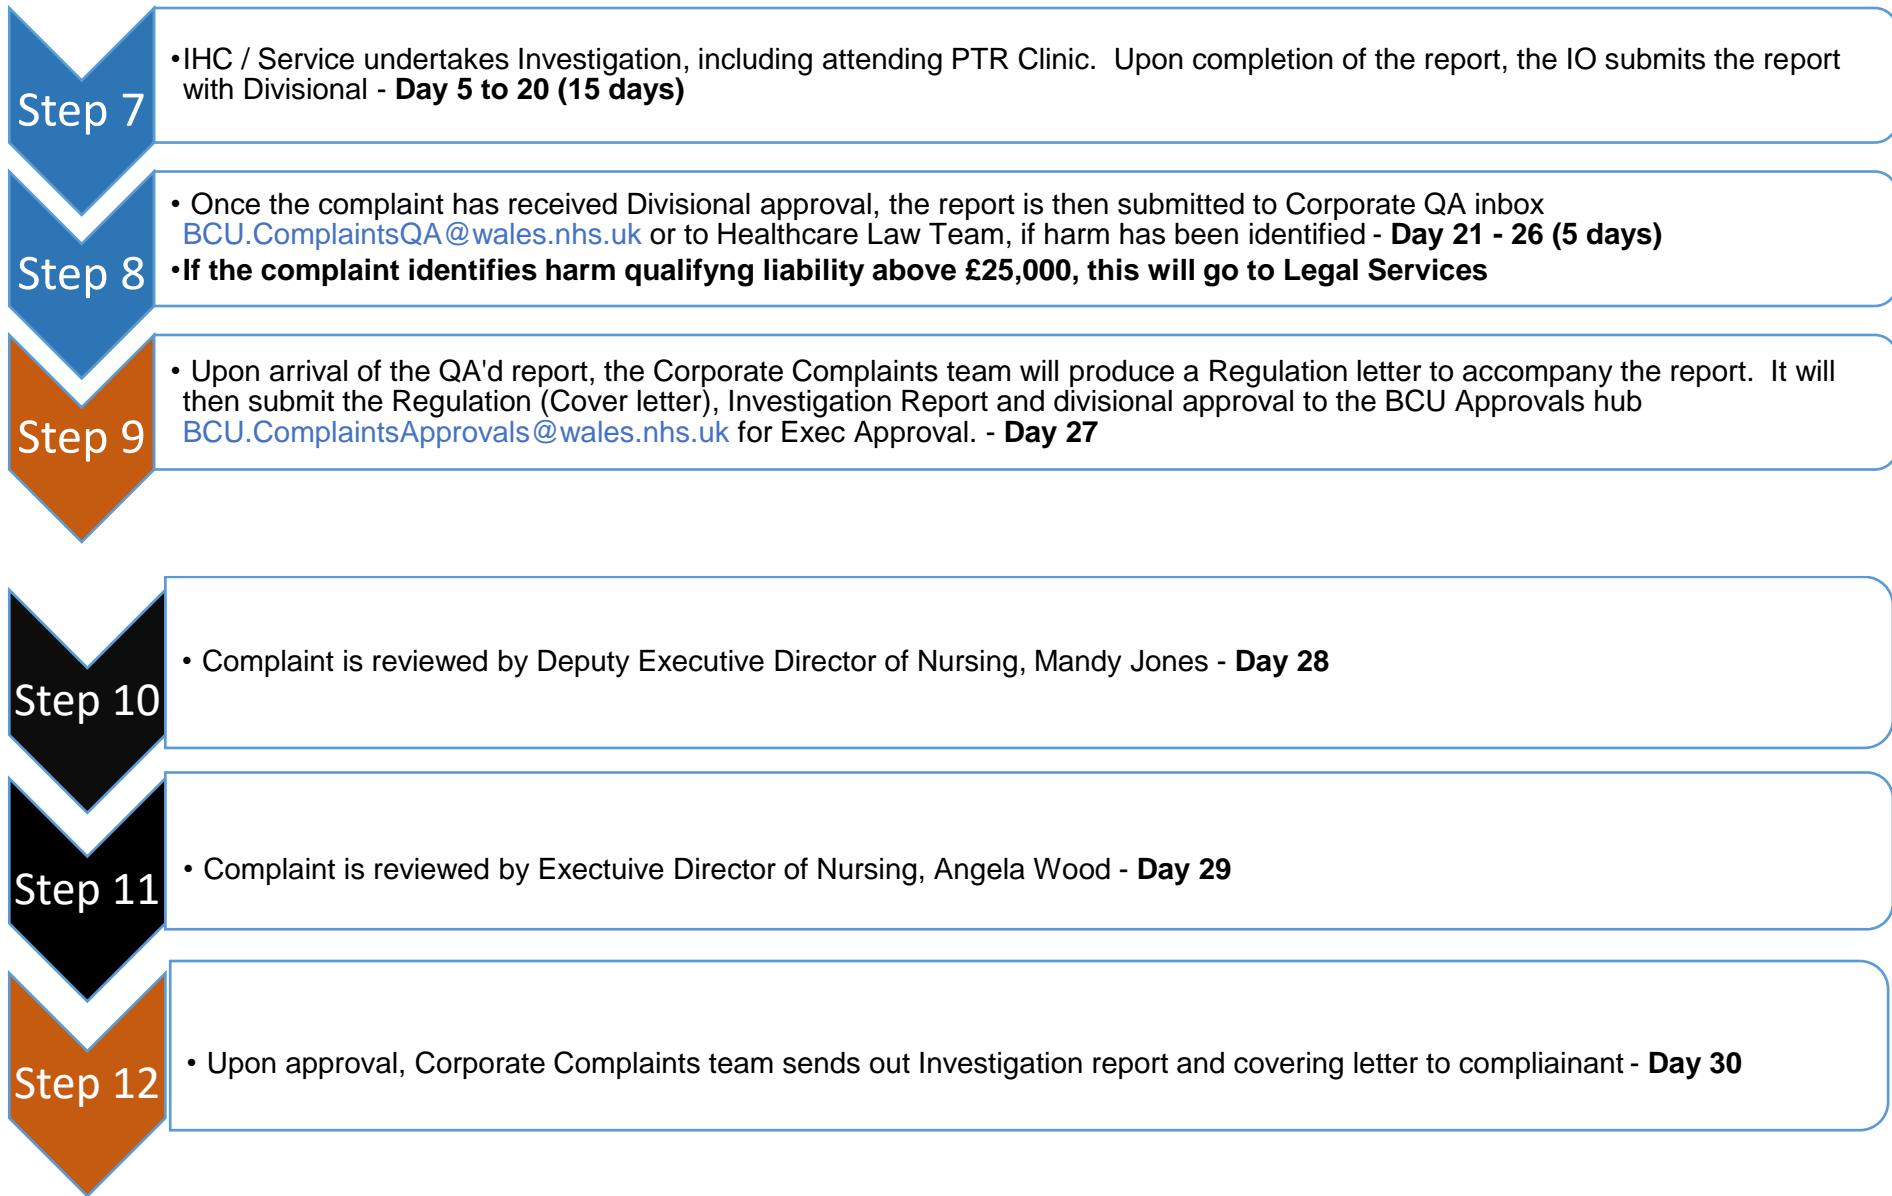 Step 7
•IHC / Service undertakes Investigation, including attending PTR Clinic.  Upon completion of the report, the IO submits the report
with Divisional - Day 5 to 20 (15 days)
Step 8
• Once the complaint has received Divisional approval, the report is then submitted to Corporate QA inbox
BCU.ComplaintsQA@wales.nhs.uk or to Healthcare Law Team, if harm has been identified - Day 21 - 26 (5 days)
•If the complaint identifies harm qualifyng liability above £25,000, this will go to Legal Services
Step 9
• Upon arrival of the QA'd report, the Corporate Complaints team will produce a Regulation letter to accompany the report.  It will
then submit the Regulation (Cover letter), Investigation Report and divisional approval to the BCU Approvals hub
BCU.ComplaintsApprovals@wales.nhs.uk for Exec Approval. - Day 27
Step 10
• Complaint is reviewed by Deputy Executive Director of Nursing, Mandy Jones - Day 28
Step 11
• Complaint is reviewed by Exectuive Director of Nursing, Angela Wood - Day 29
Step 12
• Upon approval, Corporate Complaints team sends out Investigation report and covering letter to compliainant - Day 30